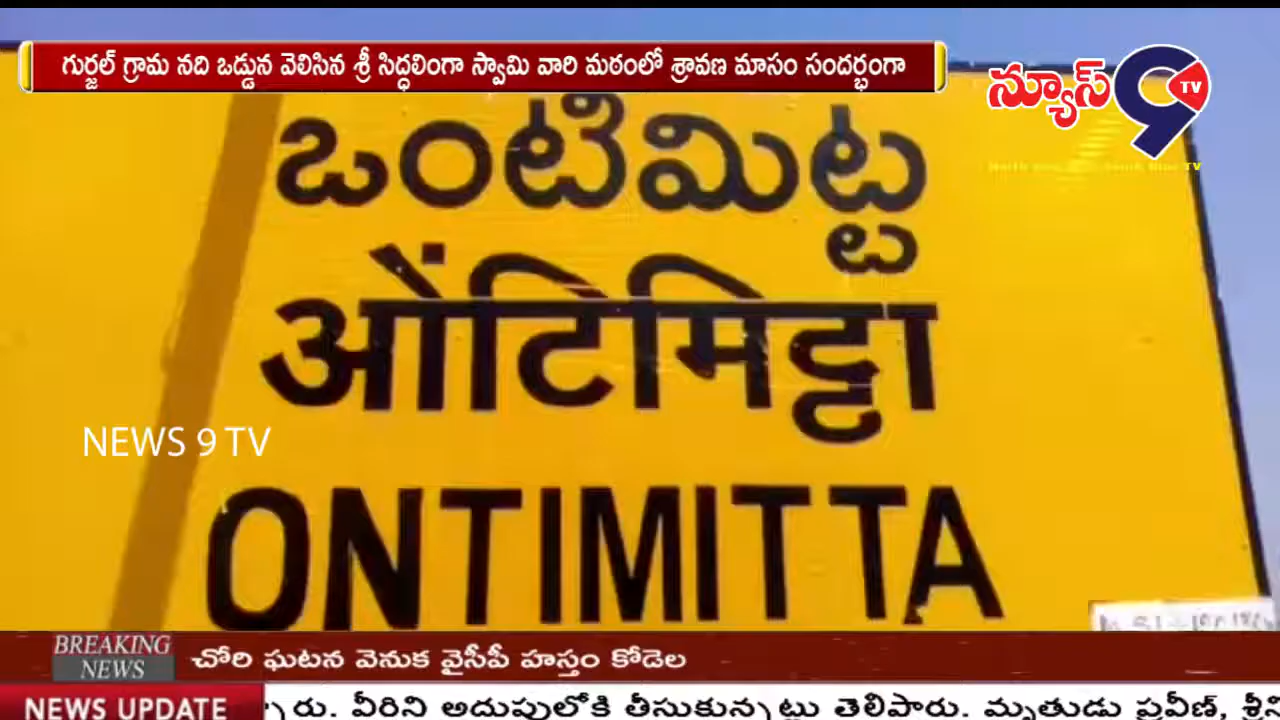 గుర్జల్ గ్రామ నది ఒడ్డున వెలిసిన శ్రీ సిద్ధలింగా స్వామి వారి మఠంలో శ్రావణ మాసం సందర్భంగా
న్యూస్ 9 TV
ఒంటిమిట్ట
ओंटिमिट्टा
NEWS 9 TV
ONTIMITTA
BREAKING NEWS
చోరి ఘటన వెనుక వైసీపీ హస్తం కోడెల
NEWS UPDATE
రు. వీరిని అదుపులోకి తీసుకున్నట్టు తెలిపారు. మృతుడు ప్రవీణ్,